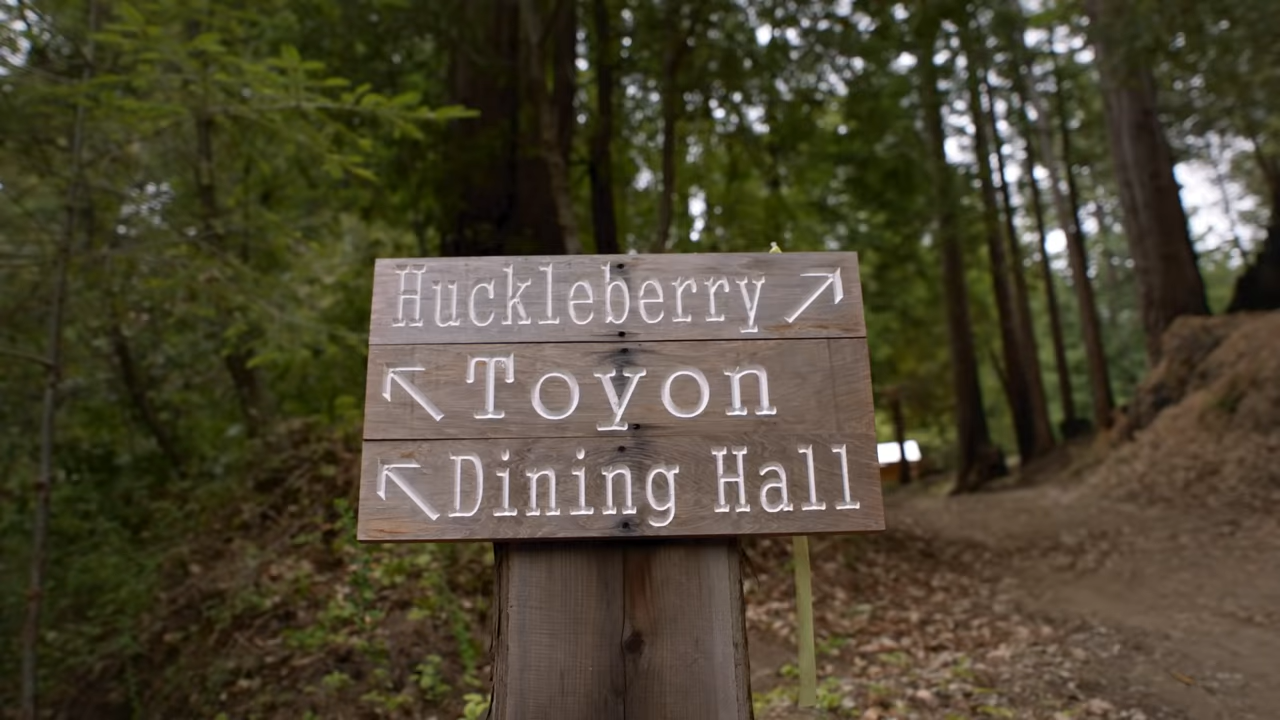 Huckleberry ↗
↖ Toyon
↖ Dining Hall